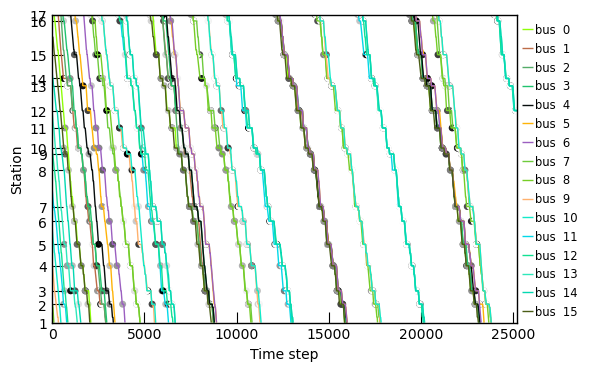 17
16
15
14
13
12
11
10
9
8
7
6
5
4
3
2
1
0
5000
10000
15000
20000
25000
Station
Time step
bus 0
bus 1
bus 2
bus 3
bus 4
bus 5
bus 6
bus 7
bus 8
bus 9
bus 10
bus 11
bus 12
bus 13
bus 14
bus 15